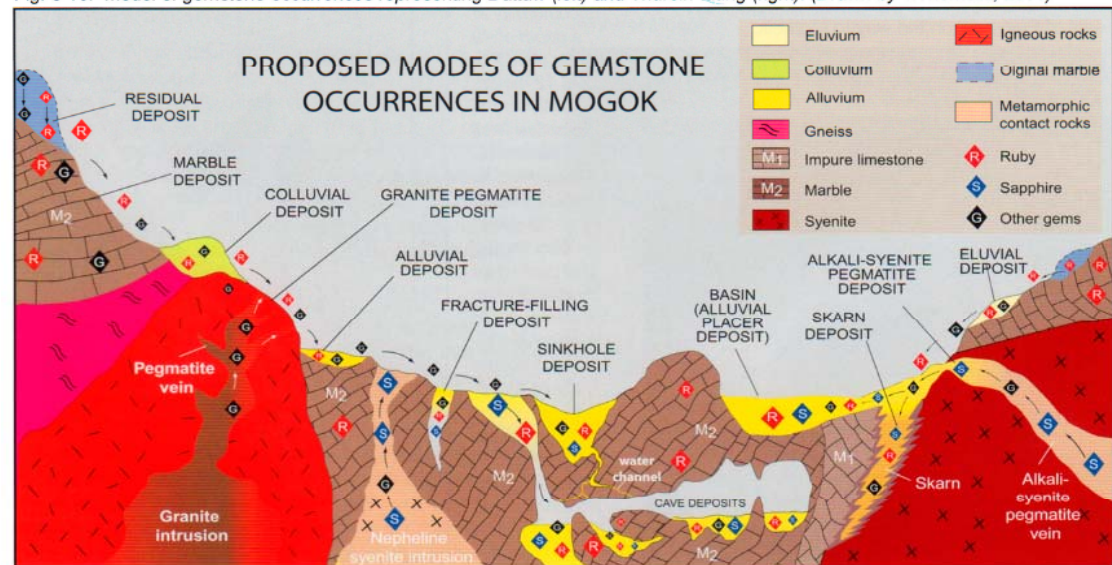 PROPOSED MODES OF GEMSTONE
OCCURRENCES IN MOGOK
Eluvium
Colluvium
Alluvium
Gneiss
M1 Impure limestone
M2 Marble
Syenite
Igneous rocks
Oiginal marble
Metamorphic
contact rocks
R Ruby
S Sapphire
G Other gems
RESIDUAL
DEPOSIT
MARBLE
DEPOSIT
COLLUVIAL
DEPOSIT
GRANITE PEGMATITE
DEPOSIT
ALLUVIAL
DEPOSIT
FRACTURE-FILLING
DEPOSIT
SINKHOLE
DEPOSIT
BASIN
(ALLUVIAL
PLACER
DEPOSIT)
ALKALI-SYENITE
PEGMATITE
DEPOSIT
SKARN
DEPOSIT
ELUVIAL
DEPOSIT
M2
Pegmatite
vein
Granite
intrusion
M2
Nepheline
syenite intrusion
M2
M2
water
channel
M2
CAVE DEPOSITS
M2
M1
Skarn
Alkali-
syenite
pegmatite
vein